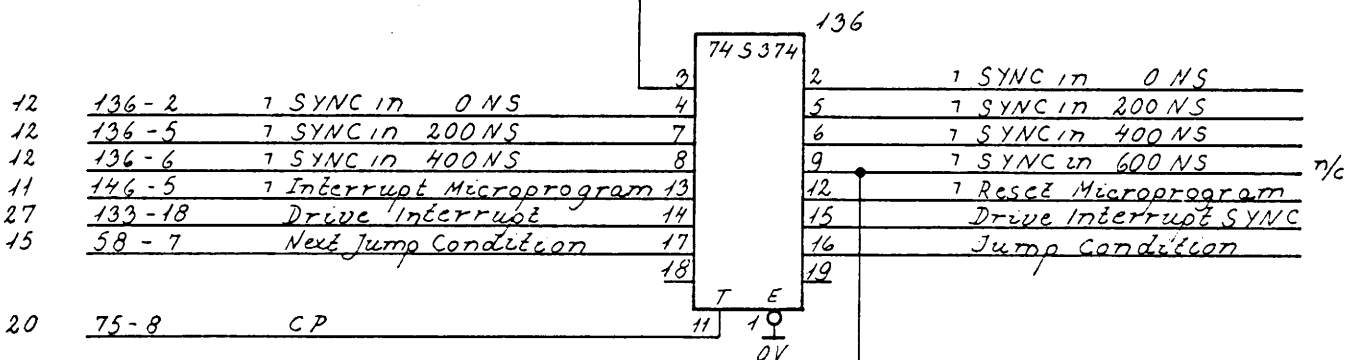 136
74S374
3 2 ㄱ SYNC in 0 NS
12 136-2 ㄱ SYNC in 0 NS 4 5 ㄱ SYNC in 200 NS
12 136-5 ㄱ SYNC in 200 NS 7 6 ㄱ SYNC in 400 NS
12 136-6 ㄱ SYNC in 400 NS 8 9 ㄱ SYNC in 600 NS n/c
11 146-5 ㄱ Interrupt Microprogram 13 12 ㄱ Reset Microprogram
27 133-18 Drive Interrupt 14 15 Drive Interrupt SYNC
15 58-7 Next Jump Condition 17 16 Jump Condition
18 19
T E
20 75-8 CP 11 1
0V